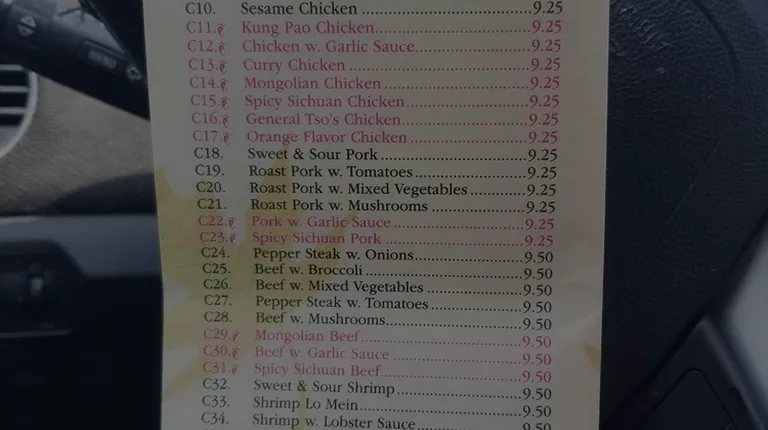 C10. Sesame Chicken ........................................9.25
C11. Kung Pao Chicken........................................9.25
C12. Chicken w. Garlic Sauce........................................9.25
C13. Curry Chicken ........................................9.25
C14. Mongolian Chicken ........................................9.25
C15. Spicy Sichuan Chicken........................................9.25
C16. General Tso's Chicken........................................9.25
C17. Orange Flavor Chicken ........................................9.25
C18. Sweet & Sour Pork........................................9.25
C19. Roast Pork w. Tomatoes........................................9.25
C20. Roast Pork w. Mixed Vegetables ........................................9.25
C21. Roast Pork w. Mushrooms ........................................9.25
C22. Pork w. Garlic Sauce ........................................9.25
C23. Spicy Sichuan Pork ........................................9.25
C24. Pepper Steak w. Onions........................................9.50
C25. Beef w. Broccoli ........................................9.50
C26. Beef w. Mixed Vegetables ........................................9.50
C27. Pepper Steak w. Tomatoes ........................................9.50
C28. Beef w. Mushrooms........................................9.50
C29. Mongolian Beef........................................9.50
C30. Beef w. Garlic Sauce ........................................9.50
C31. Spicy Sichuan Beef........................................9.50
C32. Sweet & Sour Shrimp........................................9.50
C33. Shrimp Lo Mein........................................9.50
C34. Shrimp w. Lobster Sauce........................................9.50
MENU